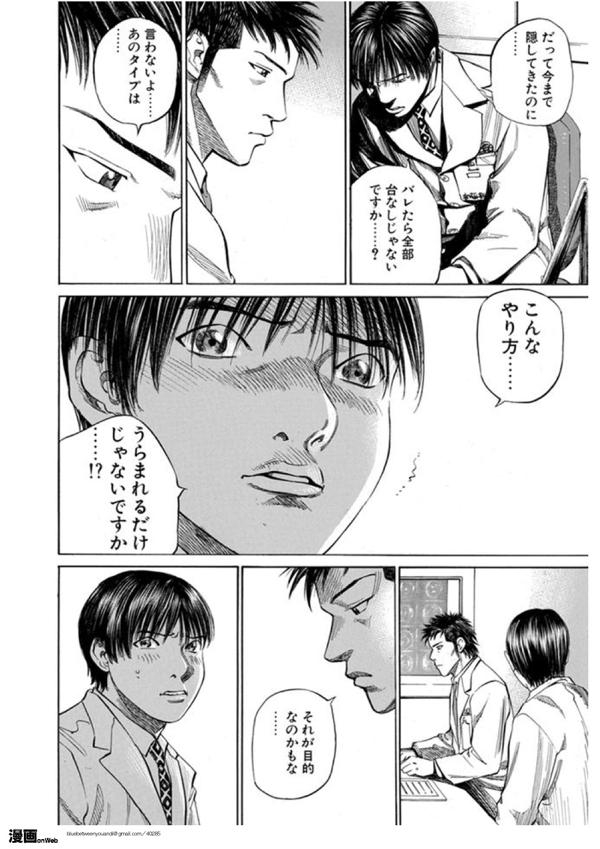 だって今まで
隠してきたのに
……
バレたら全部
台なしじゃない
ですか……？
言わないよ……
あのタイプは
こんな
やり方……
うらまれるだけ
じゃないですか
……!?
それが目的
なのかもな
……
漫画onWeb
bluebetweenyouandi@gmail.com／40285